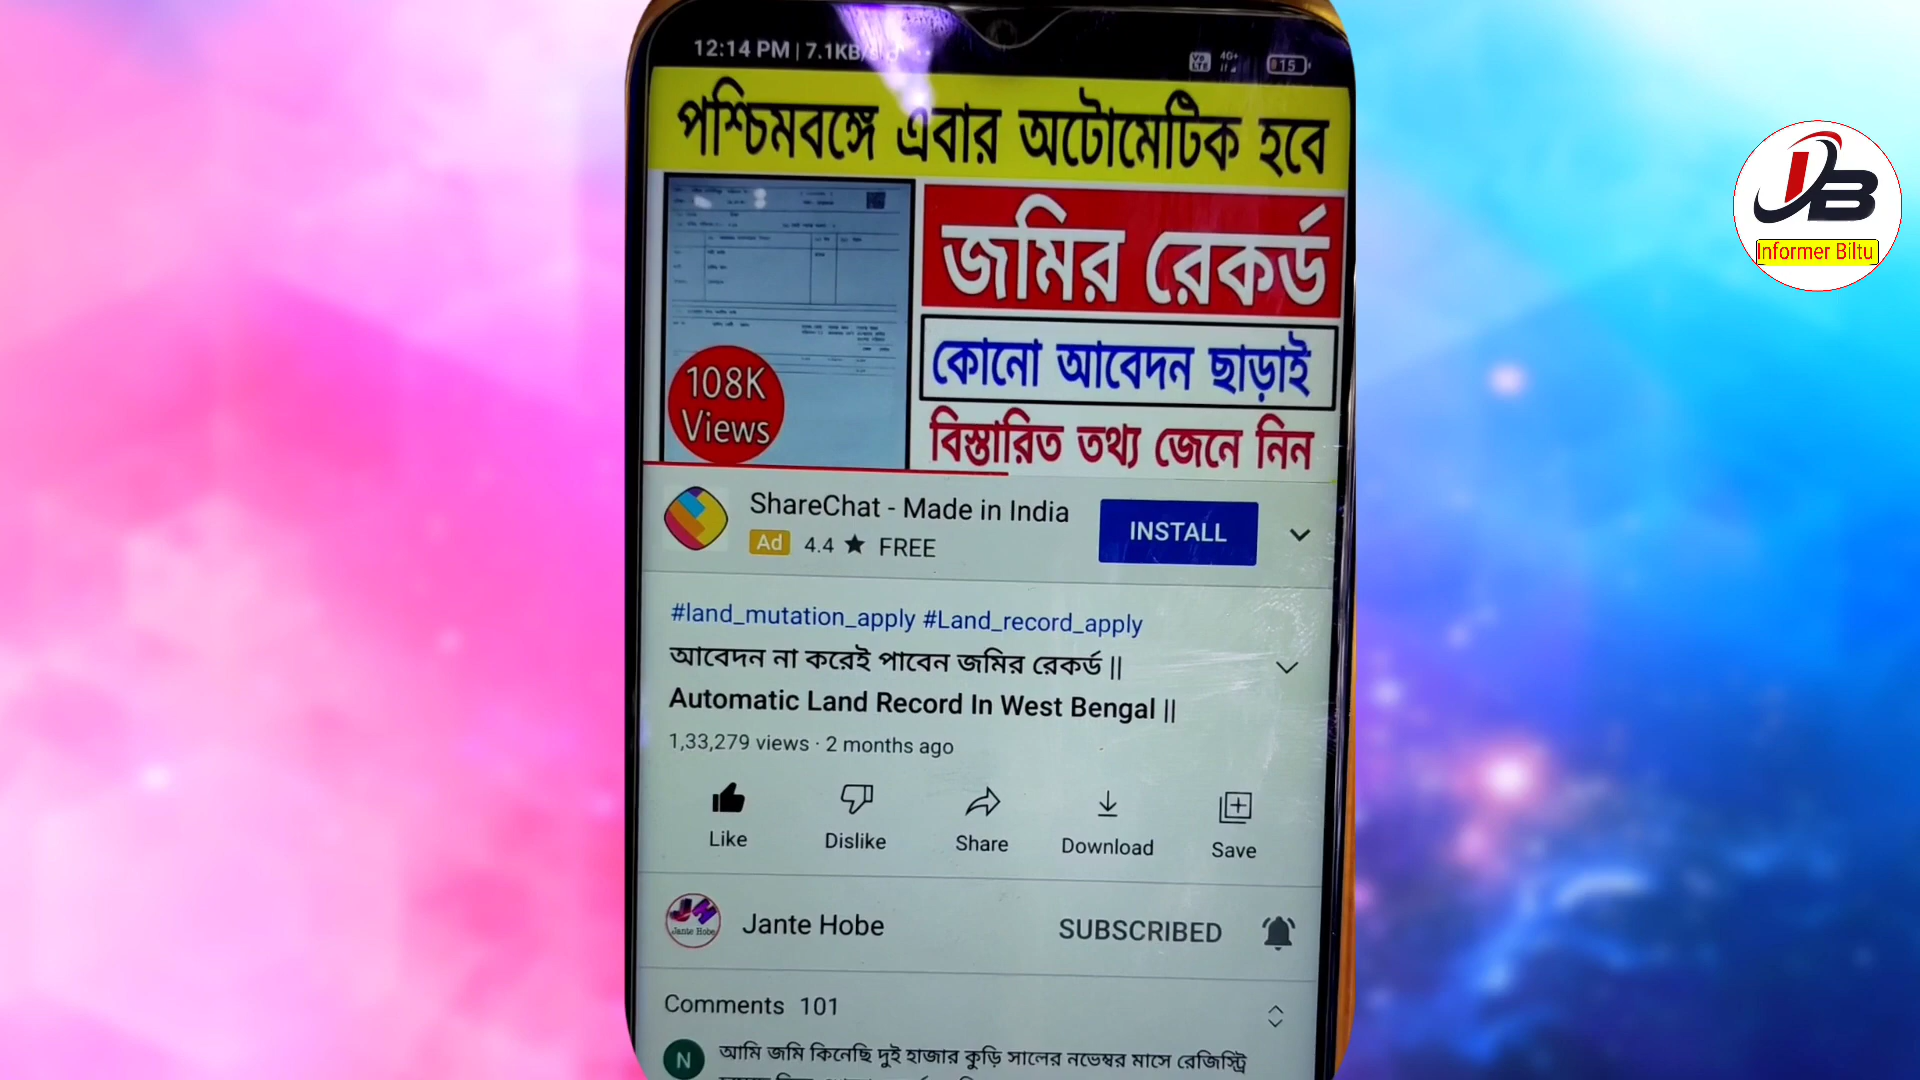 12:14 PM | 7.1KB/s
15
পশ্চিমবঙ্গে এবার অটোমেটিক হবে
জমির রেকর্ড
কোনো আবেদন ছাড়াই
বিস্তারিত তথ্য জেনে নিন
108K
Views
Informer Biltu
ShareChat - Made in India
INSTALL
Ad 4.4 ★ FREE
#land_mutation_apply #Land_record_apply
আবেদন না করেই পাবেন জমির রেকর্ড ||
Automatic Land Record In West Bengal ||
1,33,279 views · 2 months ago
Like
Dislike
Share
Download
Save
Jante Hobe
Jante Hobe
SUBSCRIBED
Comments 101
N
আমি জমি কিনেছি দুই হাজার কুড়ি সালের নভেম্বর মাসে রেজিস্ট্রি